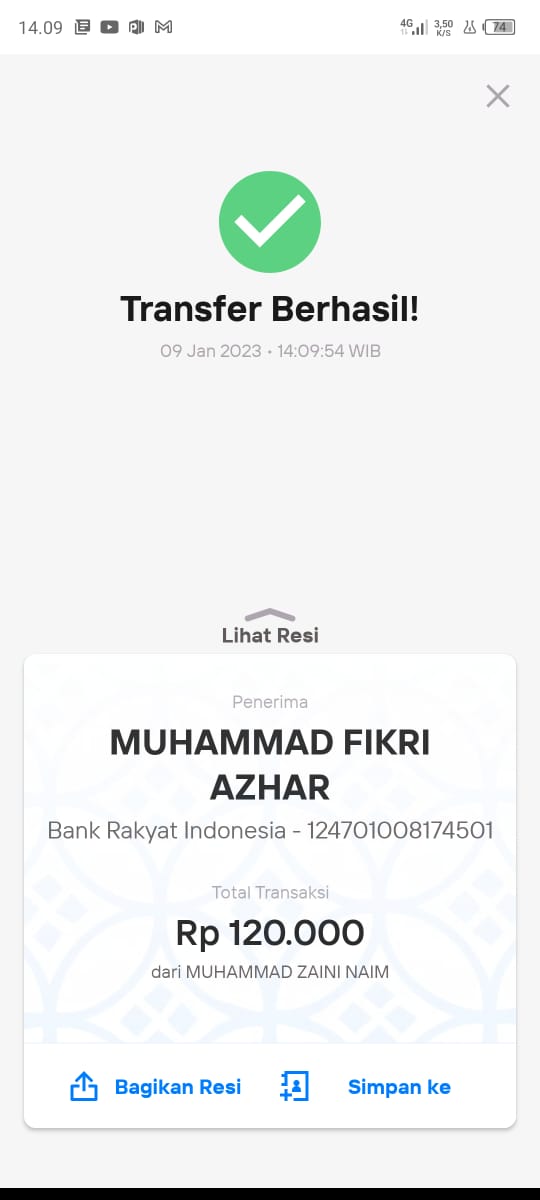 14.09
4G
3,50
K/S
74
Transfer Berhasil!
09 Jan 2023 • 14:09:54 WIB
Lihat Resi
Penerima
MUHAMMAD FIKRI
AZHAR
Bank Rakyat Indonesia - 124701008174501
Total Transaksi
Rp 120.000
dari MUHAMMAD ZAINI NAIM
Bagikan Resi
Simpan ke